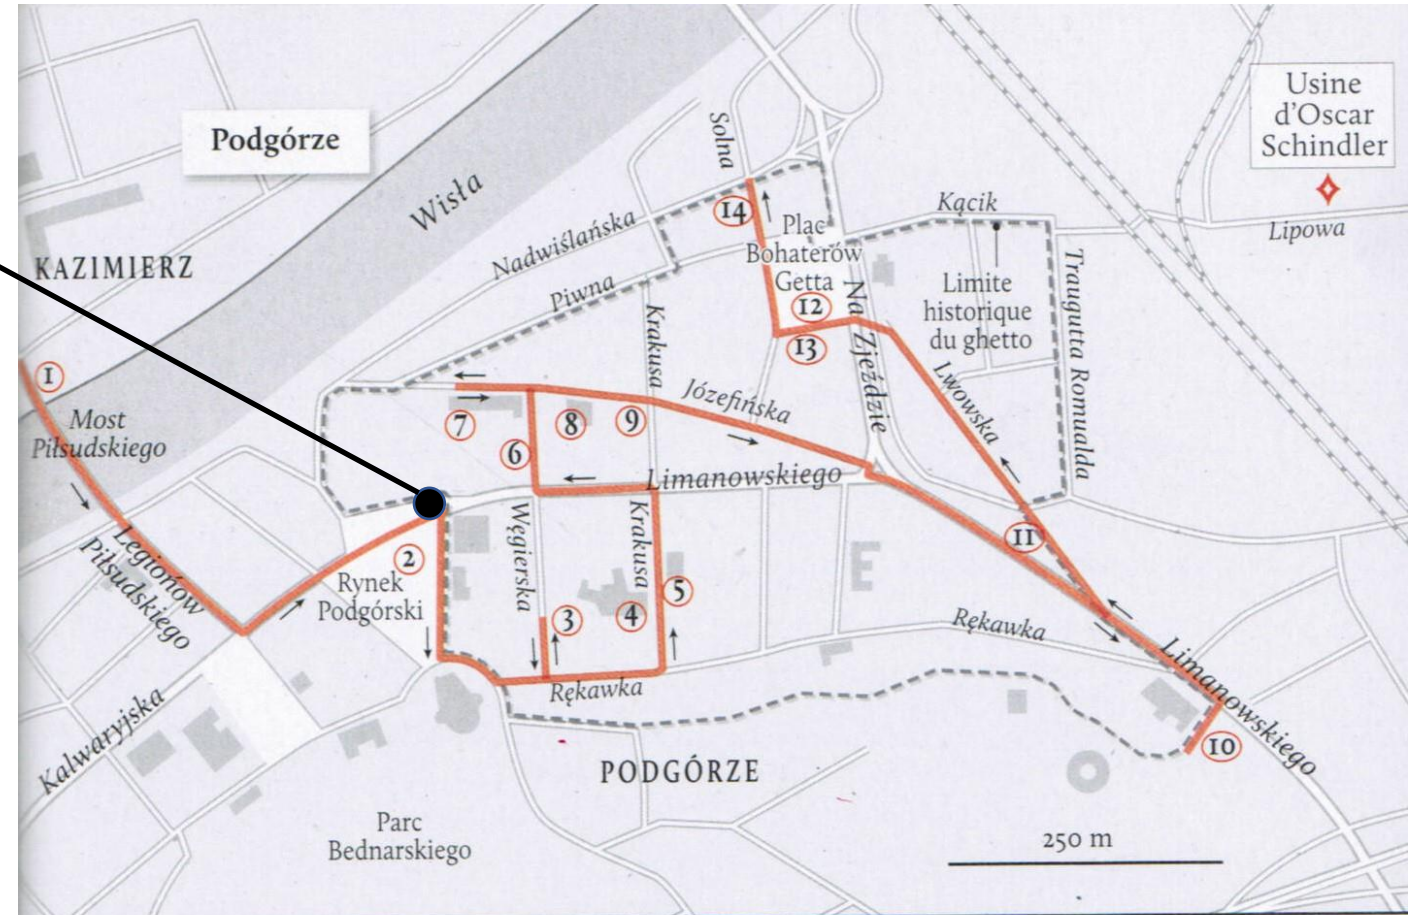 Podgórze
Usine
d'Oscar
Schindler
Solna
Wisła
Kącik
Lipowa
14
Plac
Bohaterów
Getta
Nadwiślańska
KAZIMIERZ
Piwna
Limite
historique
du ghetto
Traugutta Romualda
12
13
Na Zjeździe
Krakusa
1
Most
Piłsudskiego
Józefińska
Lwowska
7
8
9
6
Limanowskiego
Legionów
Piłsudskiego
2
Rynek
Podgórski
Węgierska
Krakusa
11
3
4
5
Rękawka
Rękawka
Limanowskiego
Kalwaryjska
10
PODGÓRZE
Parc
Bednarskiego
250 m